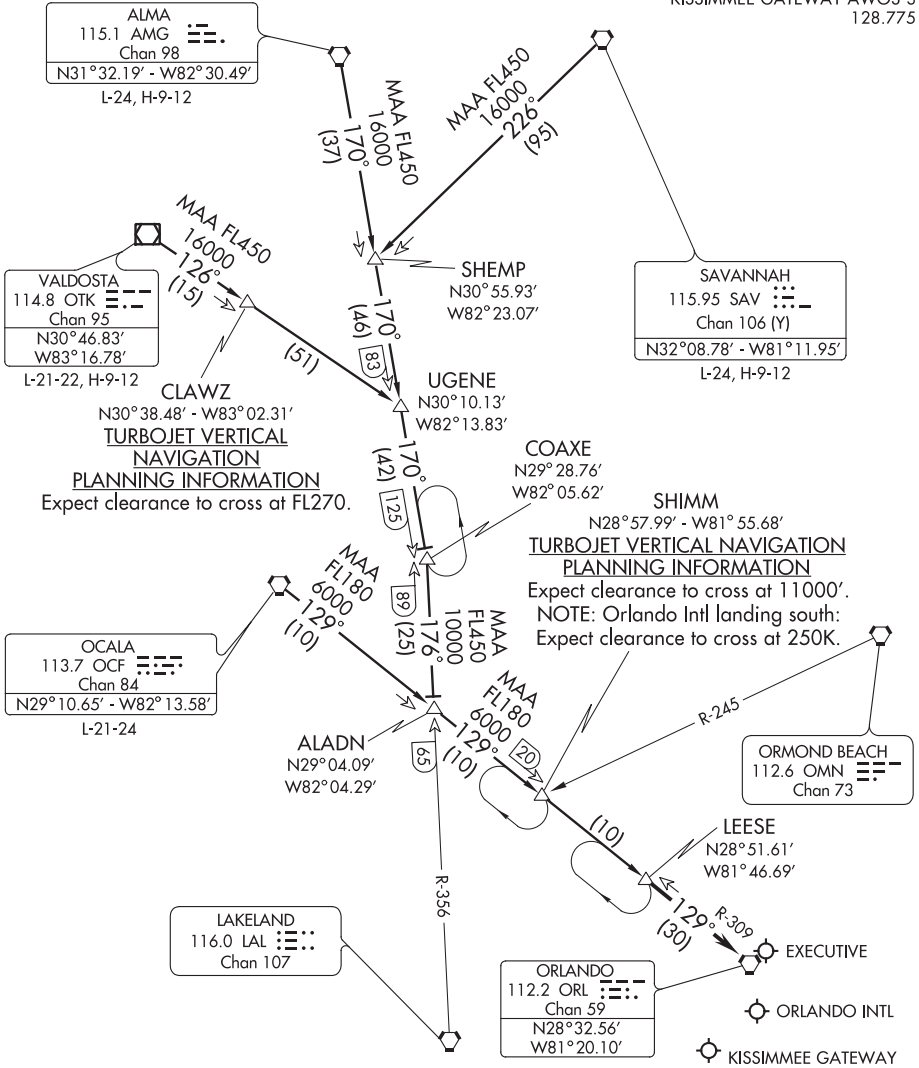 KISSIMMEE GATEWAY AWOS-3
128.775
ALMA
115.1 AMG
Chan 98
N31°32.19' - W82°30.49'
L-24, H-9-12
MAA FL450
16000
170°
(37)
MAA FL450
16000
226°
(95)
MAA FL450
16000
126°
(15)
VALDOSTA
114.8 OTK
Chan 95
N30°46.83'
W83°16.78'
L-21-22, H-9-12
SHEMP
N30°55.93'
W82°23.07'
SAVANNAH
115.95 SAV
Chan 106 (Y)
N32°08.78' - W81°11.95'
L-24, H-9-12
170°
(46)
83
(51)
CLAWZ
N30°38.48' - W83°02.31'
TURBOJET VERTICAL
NAVIGATION
PLANNING INFORMATION
Expect clearance to cross at FL270.
UGENE
N30°10.13'
W82°13.83'
170°
(42)
125
COAXE
N29°28.76'
W82°05.62'
SHIMM
N28°57.99' - W81°55.68'
TURBOJET VERTICAL NAVIGATION
PLANNING INFORMATION
Expect clearance to cross at 11000'.
NOTE: Orlando Intl landing south:
Expect clearance to cross at 250K.
MAA
FL180
6000
129°
(10)
MAA
FL450
10000
176°
(25)
89
OCALA
113.7 OCF
Chan 84
N29°10.65' - W82°13.58'
L-21-24
MAA
FL180
6000
129°
(10)
20
R-245
ORMOND BEACH
112.6 OMN
Chan 73
ALADN
N29°04.09'
W82°04.29'
65
(10)
LEESE
N28°51.61'
W81°46.69'
R-356
129°
(30)
R-309
LAKELAND
116.0 LAL
Chan 107
EXECUTIVE
ORLANDO
112.2 ORL
Chan 59
N28°32.56'
W81°20.10'
ORLANDO INTL
KISSIMMEE GATEWAY